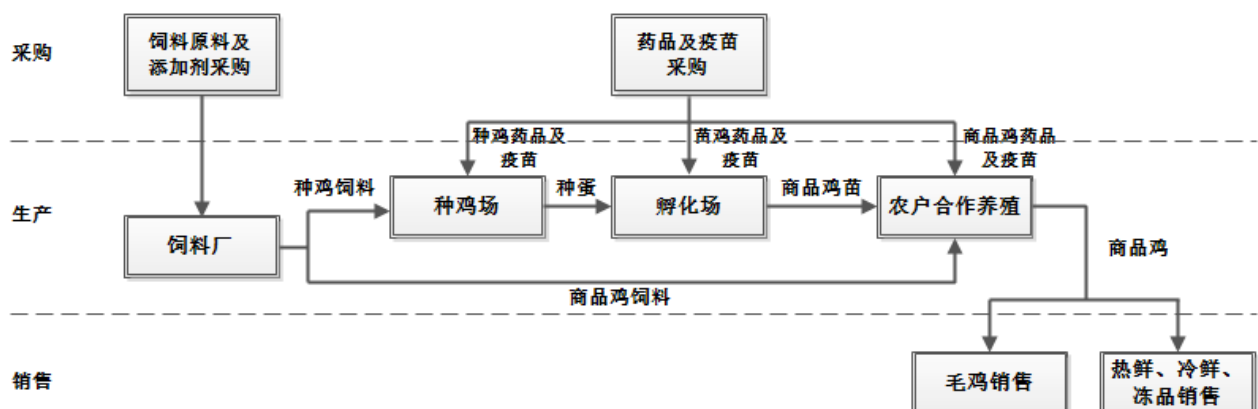 采购
饲料原料及
添加剂采购
药品及疫苗
采购
种鸡药品及
疫苗
苗鸡药品及
疫苗
商品鸡药品
及疫苗
生产
饲料厂
种鸡饲料
种鸡场
种蛋
孵化场
商品鸡苗
农户合作养殖
商品鸡
商品鸡饲料
销售
毛鸡销售
热鲜、冷鲜、
冻品销售